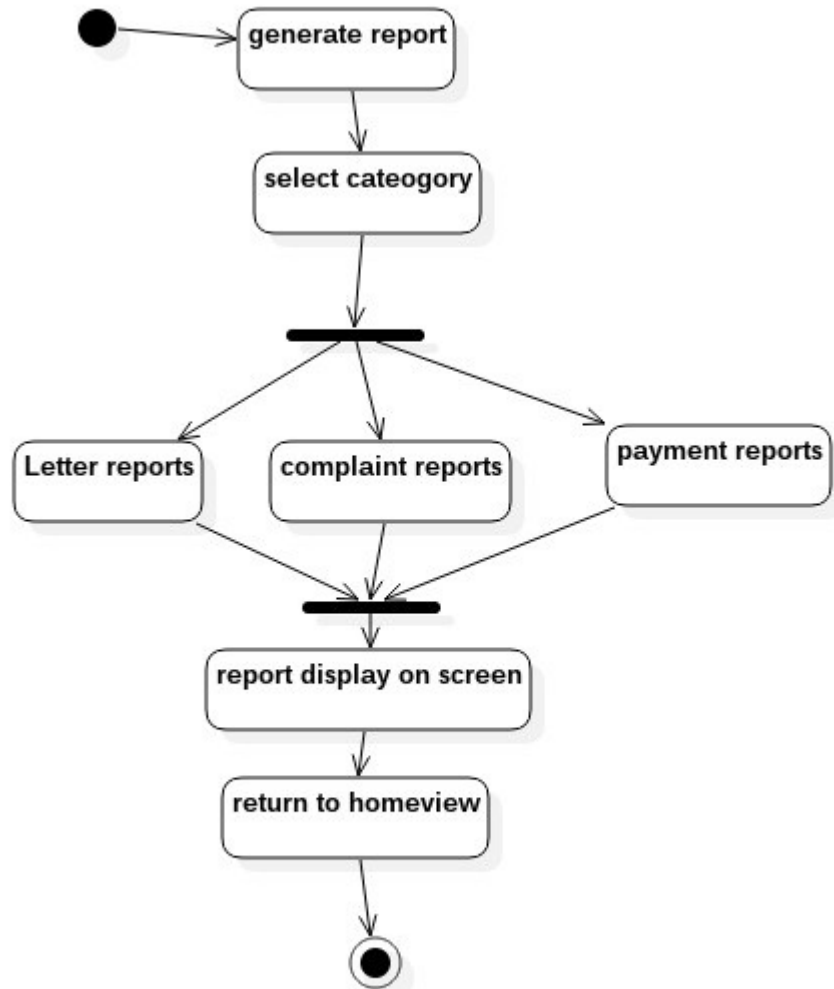 generate report
select cateogory
Letter reports
complaint reports
payment reports
report display on screen
return to homeview